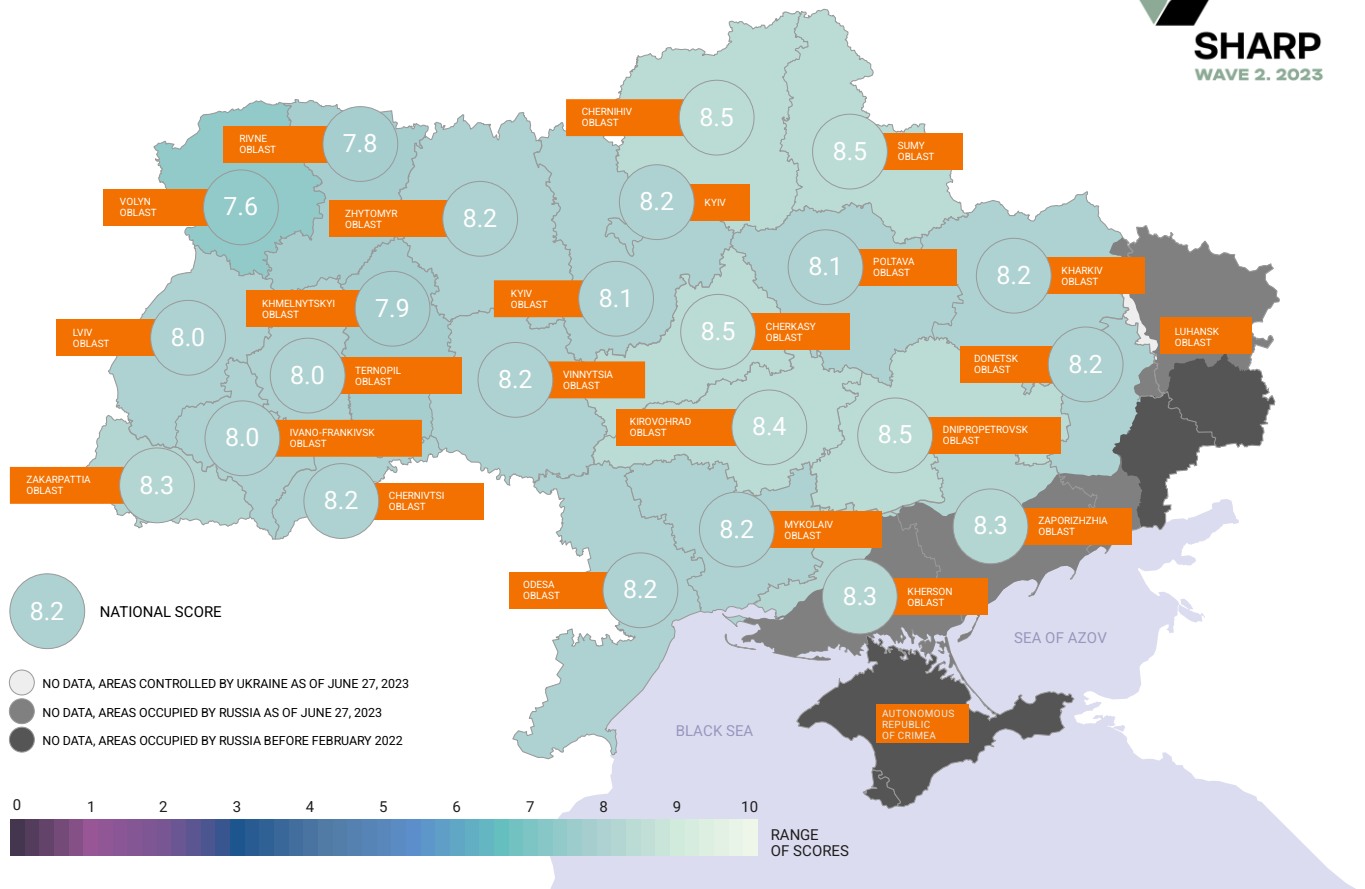 SHARP
WAVE 2. 2023
CHERNIHIV
OBLAST
8.5
RIVNE
OBLAST
7.8
8.5
SUMY
OBLAST
VOLYN
OBLAST
7.6
ZHYTOMYR
OBLAST
8.2
8.2
KYIV
8.1
POLTAVA
OBLAST
8.2
KHARKIV
OBLAST
KHMELNYTSKYI
OBLAST
7.9
KYIV
OBLAST
8.1
LVIV
OBLAST
8.0
8.5
CHERKASY
OBLAST
LUHANSK
OBLAST
8.0
TERNOPIL
OBLAST
8.2
VINNYTSIA
OBLAST
DONETSK
OBLAST
8.2
8.0
IVANO-FRANKIVSK
OBLAST
KIROVOHRAD
OBLAST
8.4
8.5
DNIPROPETROVSK
OBLAST
ZAKARPATTIA
OBLAST
8.3
8.2
CHERNIVTSI
OBLAST
8.2
MYKOLAIV
OBLAST
8.3
ZAPORIZHZHIA
OBLAST
ODESA
OBLAST
8.2
8.3
KHERSON
OBLAST
8.2
NATIONAL SCORE
SEA OF AZOV
NO DATA, AREAS CONTROLLED BY UKRAINE AS OF JUNE 27, 2023
NO DATA, AREAS OCCUPIED BY RUSSIA AS OF JUNE 27, 2023
NO DATA, AREAS OCCUPIED BY RUSSIA BEFORE FEBRUARY 2022
BLACK SEA
AUTONOMOUS
REPUBLIC
OF CRIMEA
0 1 2 3 4 5 6 7 8 9 10
RANGE
OF SCORES